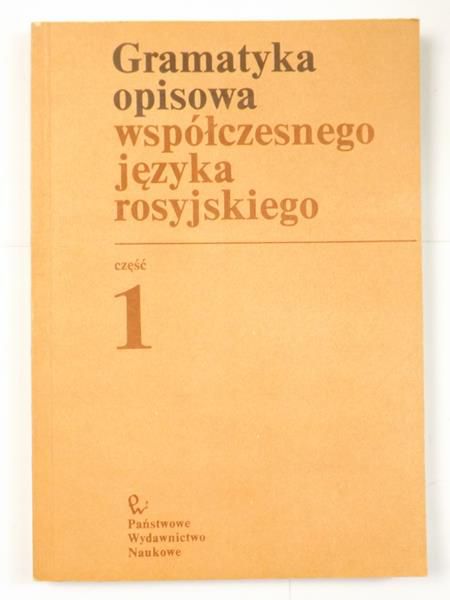 Gramatyka
opisowa
współczesnego
języka
rosyjskiego
część
1
Państwowe
Wydawnictwo
Naukowe